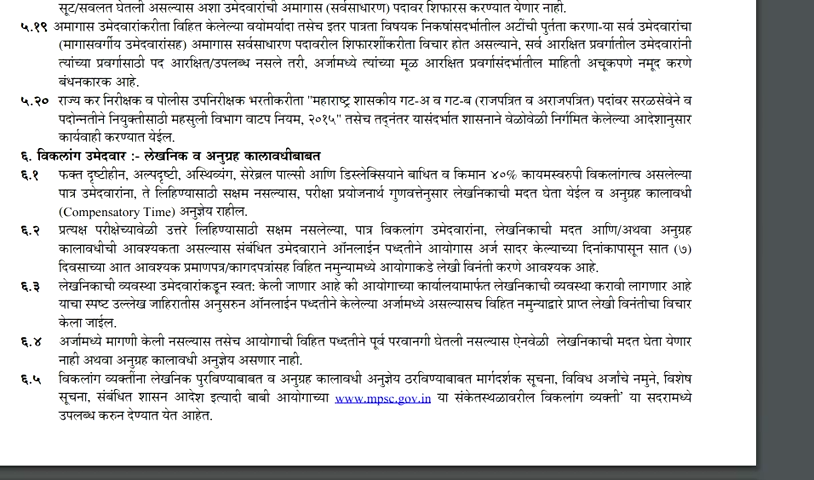 सूट/सवलत घेतली असल्यास अशा उमेदवारांची अमागास (सर्वसाधारण) पदावर शिफारस करण्यात येणार नाही.
५.१९ अमागास उमेदवारांकरीता विहित केलेल्या वयोमर्यादा तसेच इतर पात्रता विषयक निकषांसदर्भातील अटींची पुर्तता करणा-या सर्व उमेदवारांचा
(मागासवर्गीय उमेदवारांसह) अमागास सर्वसाधारण पदावरील शिफारशींकरीता विचार होत असल्याने, सर्व आरक्षित प्रवर्गातील उमेदवारांनी
त्यांच्या प्रवर्गासाठी पद आरक्षित/उपलब्ध नसले तरी, अर्जामध्ये त्यांच्या मूळ आरक्षित प्रवर्गासंदर्भातील माहिती अचूकपणे नमूद करणे
बंधनकारक आहे.
५.२० राज्य कर निरीक्षक व पोलीस उपनिरीक्षक भरतीकरीता "महाराष्ट्र शासकीय गट-अ व गट-ब (राजपत्रित व अराजपत्रित) पदांवर सरळसेवेने व
पदोन्नतीने नियुक्तीसाठी महसुली विभाग वाटप नियम, २०१५" तसेच तद्नंतर यासंदर्भात शासनाने वेळोवेळी निर्गमित केलेल्या आदेशानुसार
कार्यवाही करण्यात येईल.
६. विकलांग उमेदवार :- लेखनिक व अनुग्रह कालावधीबाबत
६.१ फक्त दृष्टीहीन, अल्पदृष्टी, अस्थिव्यंग, सेरेब्रल पाल्सी आणि डिस्लेक्सियाने बाधित व किमान ४०% कायमस्वरुपी विकलांगत्व असलेल्या
पात्र उमेदवारांना, ते लिहिण्यासाठी सक्षम नसल्यास, परीक्षा प्रयोजनार्थ गुणवत्तेनुसार लेखनिकाची मदत घेता येईल व अनुग्रह कालावधी
(Compensatory Time) अनुज्ञेय राहील.
६.२ प्रत्यक्ष परीक्षेच्यावेळी उत्तरे लिहिण्यासाठी सक्षम नसलेल्या, पात्र विकलांग उमेदवारांना, लेखनिकाची मदत आणि/अथवा अनुग्रह
कालावधीची आवश्यकता असल्यास संबंधित उमेदवाराने ऑनलाईन पध्दतीने आयोगास अर्ज सादर केल्याच्या दिनांकापासून सात (७)
दिवसाच्या आत आवश्यक प्रमाणपत्र/कागदपत्रांसह विहित नमुन्यामध्ये आयोगाकडे लेखी विनंती करणे आवश्यक आहे.
६.३ लेखनिकाची व्यवस्था उमेदवारांकडून स्वत: केली जाणार आहे की आयोगाच्या कार्यालयामार्फत लेखनिकाची व्यवस्था करावी लागणार आहे
याचा स्पष्ट उल्लेख जाहिरातीस अनुसरुन ऑनलाईन पध्दतीने केलेल्या अर्जामध्ये असल्यासच विहित नमुन्याद्वारे प्राप्त लेखी विनंतीचा विचार
केला जाईल.
६.४ अर्जामध्ये मागणी केली नसल्यास तसेच आयोगाची विहित पध्दतीने पूर्व परवानगी घेतली नसल्यास ऐनवेळी लेखनिकाची मदत घेता येणार
नाही अथवा अनुग्रह कालावधी अनुज्ञेय असणार नाही.
६.५ विकलांग व्यक्तींना लेखनिक पुरविण्याबाबत व अनुग्रह कालावधी अनुज्ञेय ठरविण्याबाबत मार्गदर्शक सूचना, विविध अर्जाचे नमुने, विशेष
सूचना, संबंधित शासन आदेश इत्यादी बाबी आयोगाच्या www.mpsc.gov.in या संकेतस्थळावरील विकलांग व्यक्ती' या सदरामध्ये
उपलब्ध करुन देण्यात येत आहेत.